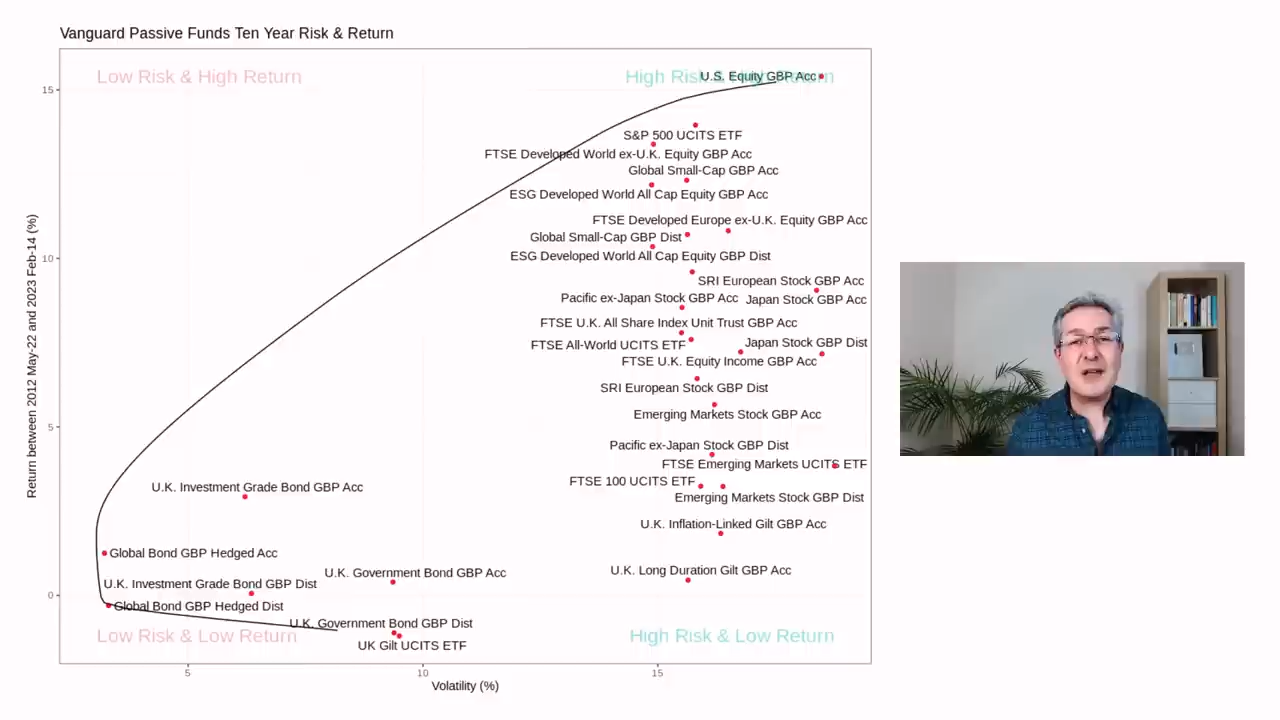 Vanguard Passive Funds Ten Year Risk & Return
Low Risk & High Return
High Risk & High Return
U.S. Equity GBP Acc
15
S&P 500 UCITS ETF
FTSE Developed World ex-U.K. Equity GBP Acc
Global Small-Cap GBP Acc
ESG Developed World All Cap Equity GBP Acc
FTSE Developed Europe ex-U.K. Equity GBP Acc
Global Small-Cap GBP Dist
ESG Developed World All Cap Equity GBP Dist
10
SRI European Stock GBP Acc
Pacific ex-Japan Stock GBP Acc
Japan Stock GBP Acc
FTSE U.K. All Share Index Unit Trust GBP Acc
FTSE All-World UCITS ETF
Japan Stock GBP Dist
FTSE U.K. Equity Income GBP Acc
SRI European Stock GBP Dist
Emerging Markets Stock GBP Acc
5
Pacific ex-Japan Stock GBP Dist
FTSE Emerging Markets UCITS ETF
FTSE 100 UCITS ETF
U.K. Investment Grade Bond GBP Acc
Emerging Markets Stock GBP Dist
U.K. Inflation-Linked Gilt GBP Acc
Global Bond GBP Hedged Acc
U.K. Government Bond GBP Acc
U.K. Long Duration Gilt GBP Acc
U.K. Investment Grade Bond GBP Dist
0
Global Bond GBP Hedged Dist
U.K. Government Bond GBP Dist
Low Risk & Low Return
High Risk & Low Return
UK Gilt UCITS ETF
5
10
15
Volatility (%)
Return between 2012 May-22 and 2023 Feb-14 (%)